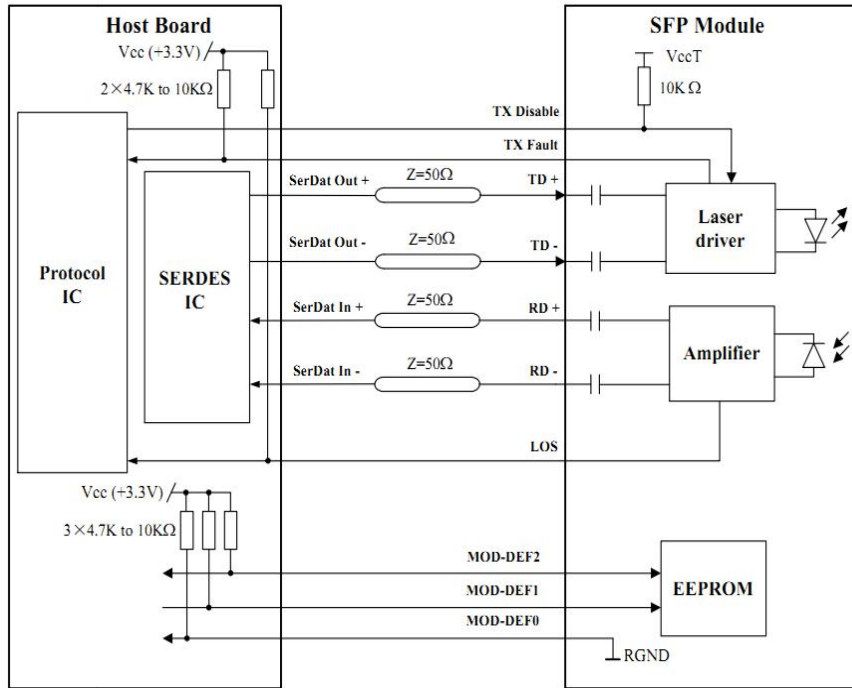 Host Board
SFP Module
Vcc (+3.3V)
VccT
2×4.7K to 10KΩ
10K Ω
TX Disable
TX Fault
SerDat Out +
Z=50Ω
TD +
Laser
driver
SerDat Out -
Z=50Ω
TD -
Protocol
IC
SERDES
IC
SerDat In +
Z=50Ω
RD +
Amplifier
SerDat In -
Z=50Ω
RD -
LOS
Vcc (+3.3V)
3×4.7K to 10KΩ
MOD-DEF2
MOD-DEF1
EEPROM
MOD-DEF0
RGND